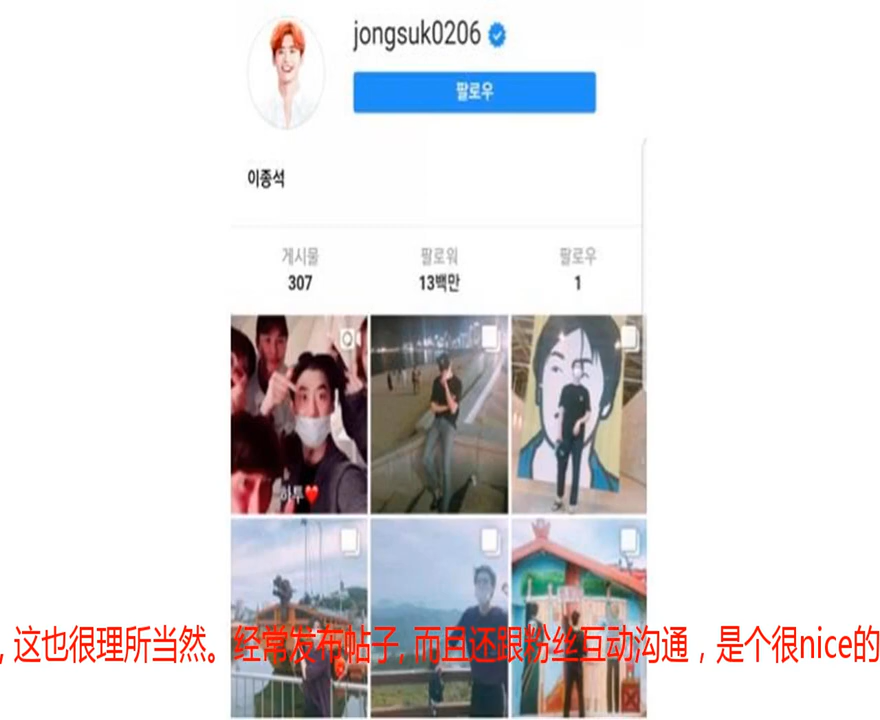 jongsuk0206
팔로우
이종석
게시물 팔로워 팔로우
307 13백만 1
하투❤️
, 这也很理所当然。经常发布帖子, 而且还跟粉丝互动沟通，是个很nice的